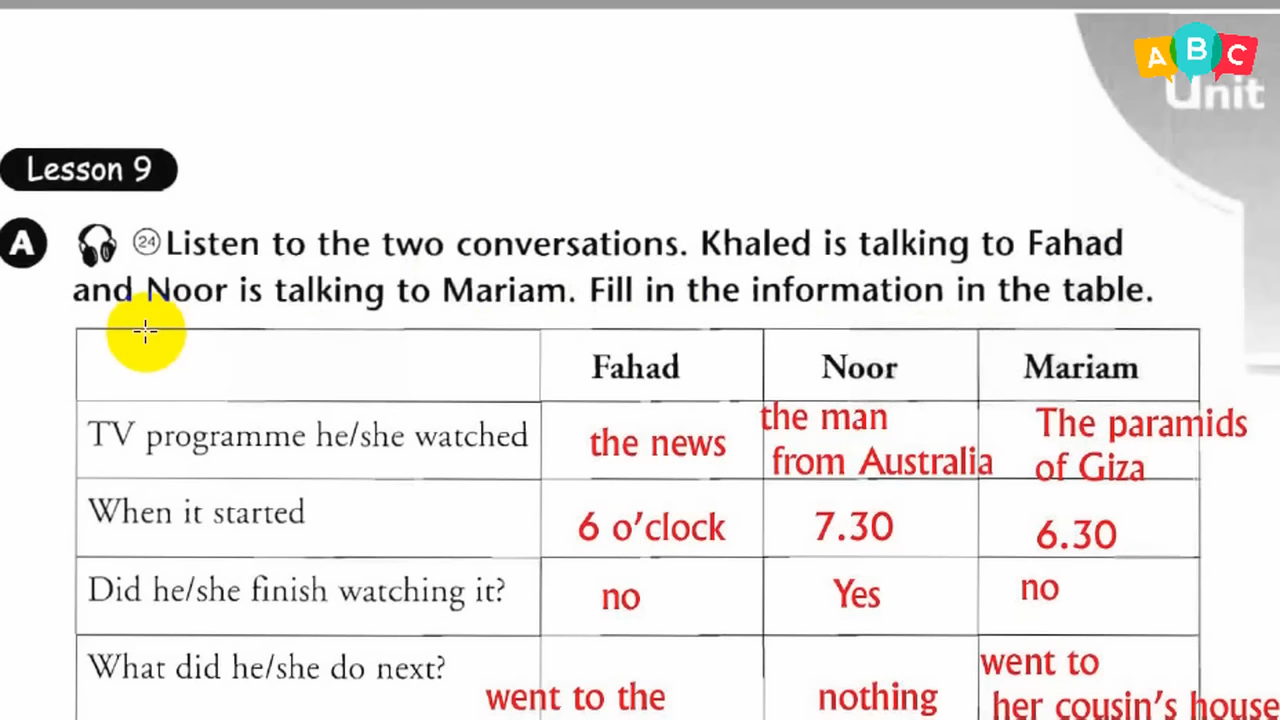 A B C
Unit
Lesson 9
A 24 Listen to the two conversations. Khaled is talking to Fahad
and Noor is talking to Mariam. Fill in the information in the table.
Fahad Noor Mariam
TV programme he/she watched
the news
the man
from Australia
The paramids
of Giza
When it started
6 o'clock 7.30 6.30
Did he/she finish watching it?
no Yes no
What did he/she do next?
went to the
nothing
went to
her cousin's house